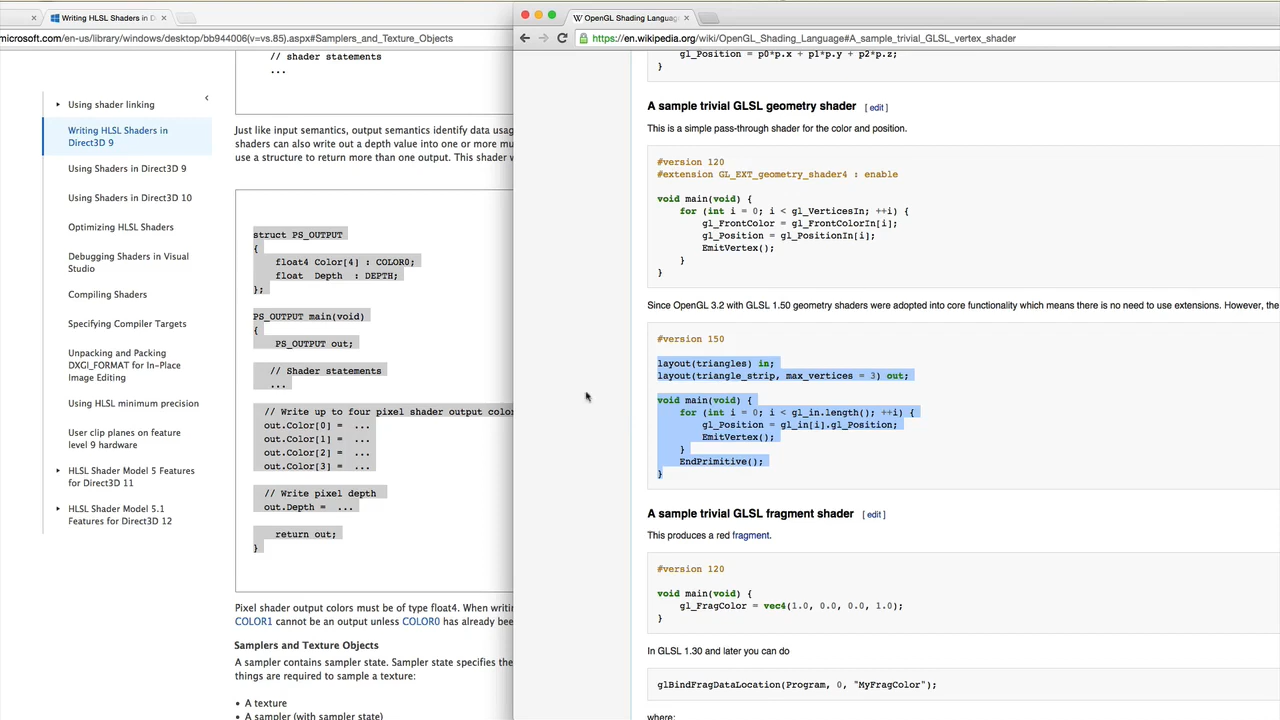 Writing HLSL Shaders in D
microsoft.com/en-us/library/windows/desktop/bb944006(v=vs.85).aspx#Samplers_and_Texture_Objects
Using shader linking
Writing HLSL Shaders in
Direct3D 9
Using Shaders in Direct3D 9
Using Shaders in Direct3D 10
Optimizing HLSL Shaders
Debugging Shaders in Visual
Studio
Compiling Shaders
Specifying Compiler Targets
Unpacking and Packing
DXGI_FORMAT for In-Place
Image Editing
Using HLSL minimum precision
User clip planes on feature
level 9 hardware
HLSL Shader Model 5 Features
for Direct3D 11
HLSL Shader Model 5.1
Features for Direct3D 12
// shader statements
...
Just like input semantics, output semantics identify data usag
shaders can also write out a depth value into one or more mu
use a structure to return more than one output. This shader w
struct PS_OUTPUT
{
float4 Color[4] : COLOR0;
float Depth : DEPTH;
};
PS_OUTPUT main(void)
{
PS_OUTPUT out;
// Shader statements
...
// Write up to four pixel shader output color
out.Color[0] = ...
out.Color[1] = ...
out.Color[2] = ...
out.Color[3] = ...
// Write pixel depth
out.Depth = ...
return out;
}
Pixel shader output colors must be of type float4. When writin
COLOR1 cannot be an output unless COLOR0 has already bee
Samplers and Texture Objects
A sampler contains sampler state. Sampler state specifies the
things are required to sample a texture:
• A texture
• A sampler (with sampler state)
OpenGL Shading Languag
https://en.wikipedia.org/wiki/OpenGL_Shading_Language#A_sample_trivial_GLSL_vertex_shader
gl_Position = p0*p.x + p1*p.y + p2*p.z;
}
A sample trivial GLSL geometry shader [ edit ]
This is a simple pass-through shader for the color and position.
#version 120
#extension GL_EXT_geometry_shader4 : enable
void main(void) {
for (int i = 0; i < gl_VerticesIn; ++i) {
gl_FrontColor = gl_FrontColorIn[i];
gl_Position = gl_PositionIn[i];
EmitVertex();
}
}
Since OpenGL 3.2 with GLSL 1.50 geometry shaders were adopted into core functionality which means there is no need to use extensions. However, the
#version 150
layout(triangles) in;
layout(triangle_strip, max_vertices = 3) out;
void main(void) {
for (int i = 0; i < gl_in.length(); ++i) {
gl_Position = gl_in[i].gl_Position;
EmitVertex();
}
EndPrimitive();
}
A sample trivial GLSL fragment shader [ edit ]
This produces a red fragment.
#version 120
void main(void) {
gl_FragColor = vec4(1.0, 0.0, 0.0, 1.0);
}
In GLSL 1.30 and later you can do
glBindFragDataLocation(Program, 0, "MyFragColor");
where: